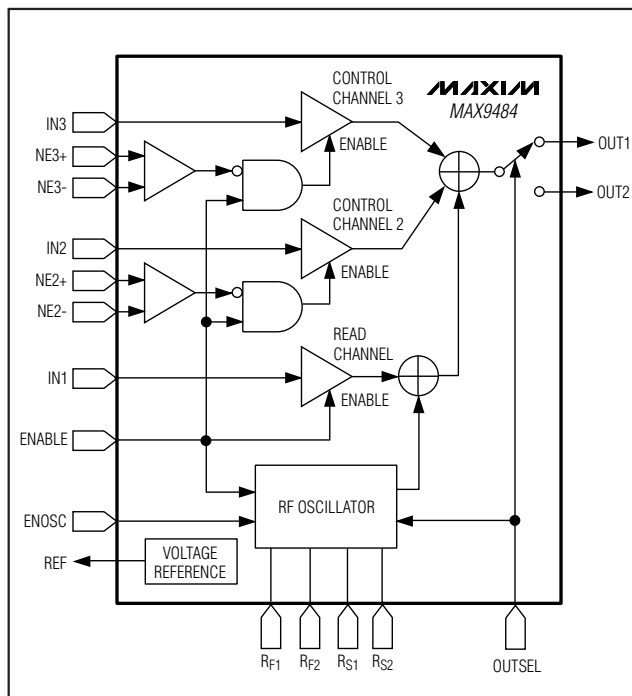 CONTROL
CHANNEL 3
MAXIM
MAX9484
IN3
NE3+
NE3-
ENABLE
OUT1
OUT2
CONTROL
CHANNEL 2
IN2
NE2+
NE2-
ENABLE
READ
CHANNEL
IN1
ENABLE
ENABLE
ENOSC
RF OSCILLATOR
REF
VOLTAGE
REFERENCE
RF1
RF2
RS1
RS2
OUTSEL